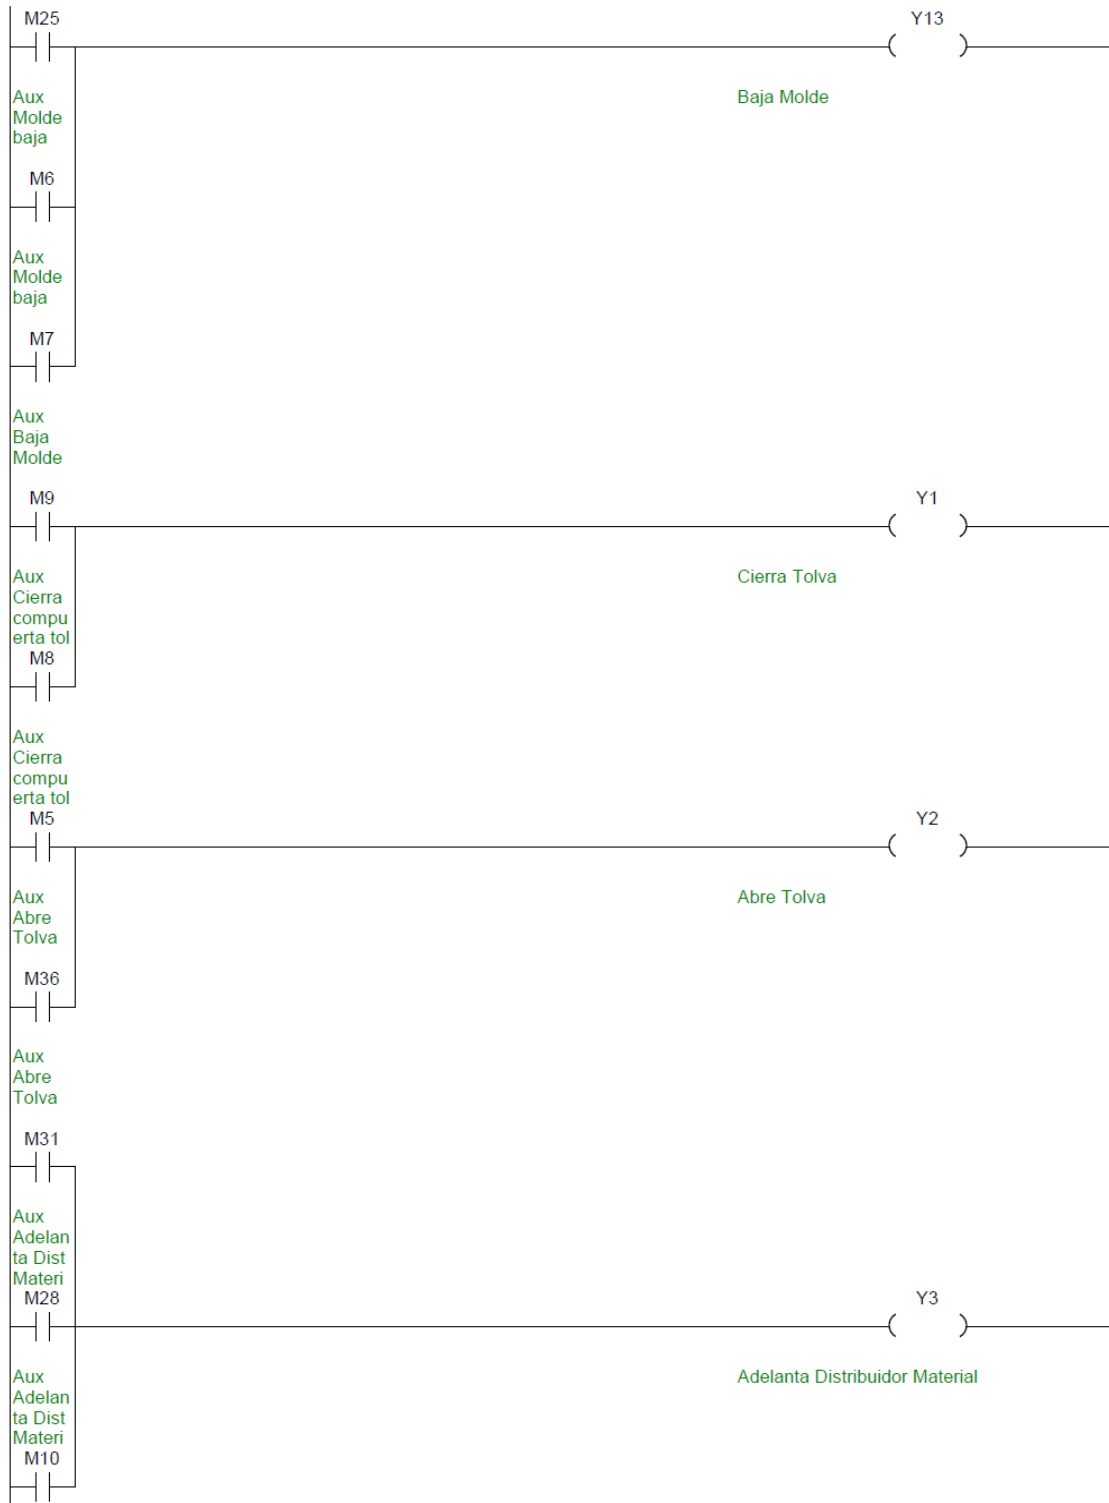 M25
Y13
Aux
Molde
baja
Baja Molde
M6
Aux
Molde
baja
M7
Aux
Baja
Molde
M9
Y1
Aux
Cierra
compu
erta tol
Cierra Tolva
M8
Aux
Cierra
compu
erta tol
M5
Y2
Aux
Abre
Tolva
Abre Tolva
M36
Aux
Abre
Tolva
M31
Aux
Adelan
ta Dist
Materi
M28
Y3
Aux
Adelan
ta Dist
Materi
Adelanta Distribuidor Material
M10